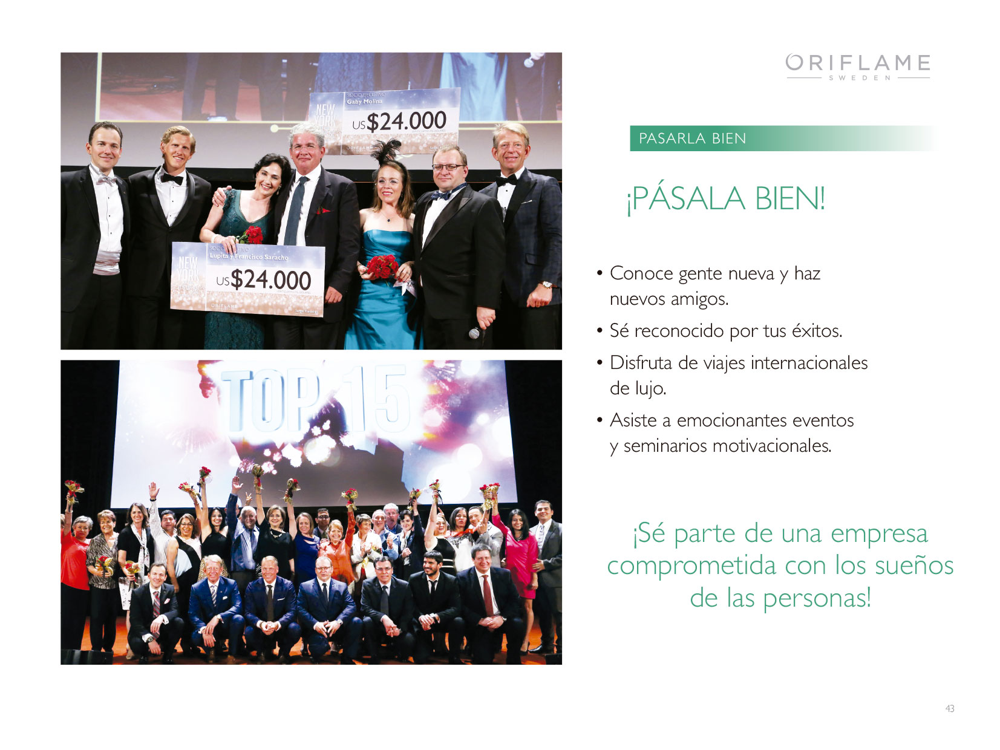 ORIFLAME
SWEDEN
PASARLA BIEN
¡PÁSALA BIEN!
• Conoce gente nueva y haz
nuevos amigos.
• Sé reconocido por tus éxitos.
• Disfruta de viajes internacionales
de lujo.
• Asiste a emocionantes eventos
y seminarios motivacionales.
¡Sé parte de una empresa
comprometida con los sueños
de las personas!
SOCIO EJECUTIVO
Gaby Molina
NEW
YORK
US$24.000
ORIFLAME
Lupita y Francisco Saracho
NEW
YORK
US$24.000
ORIFLAME
TOP 15
43